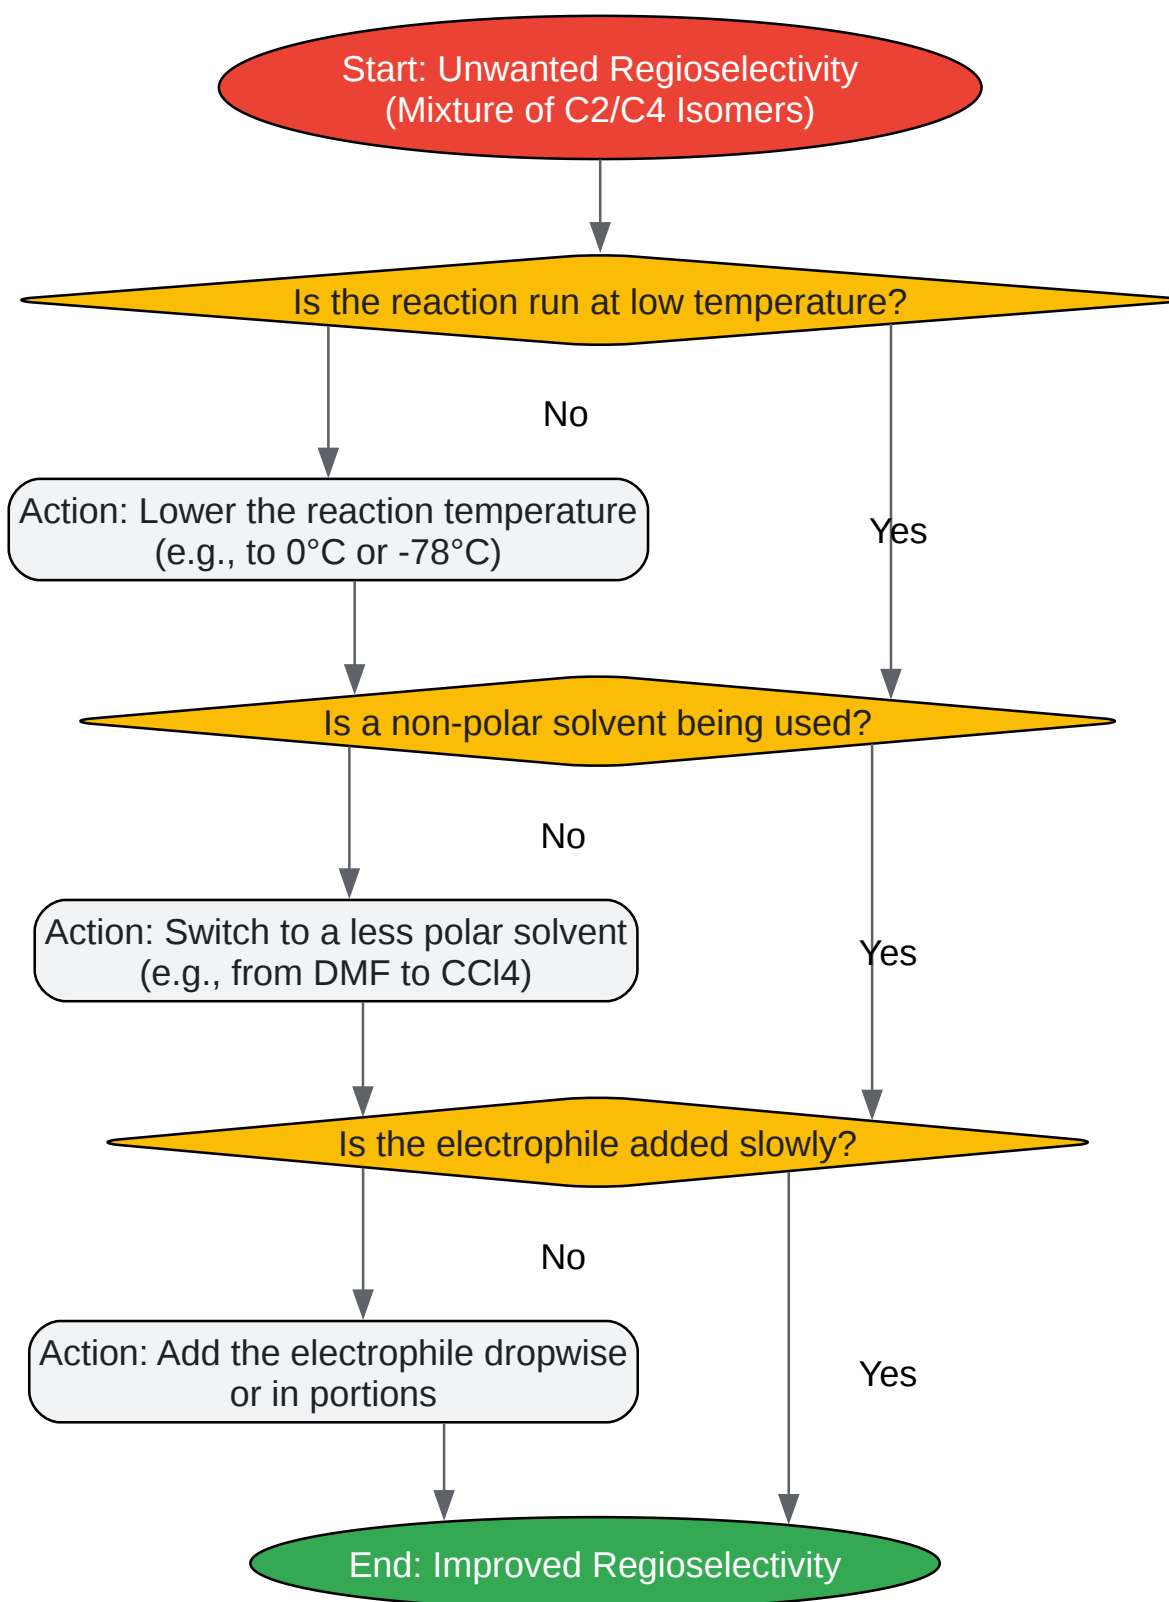 Start: Unwanted Regioselectivity
(Mixture of C2/C4 Isomers)
Is the reaction run at low temperature?
No
Action: Lower the reaction temperature
(e.g., to 0°C or -78°C)
Yes
Is a non-polar solvent being used?
No
Action: Switch to a less polar solvent
(e.g., from DMF to CCl4)
Yes
Is the electrophile added slowly?
No
Action: Add the electrophile dropwise
or in portions
Yes
End: Improved Regioselectivity